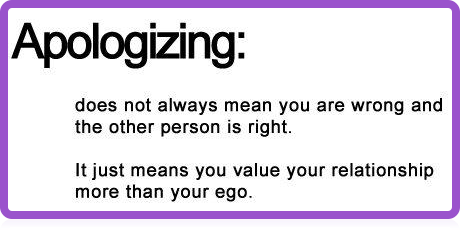 Apologizing:
does not always mean you are wrong and
the other person is right.
It just means you value your relationship
more than your ego.